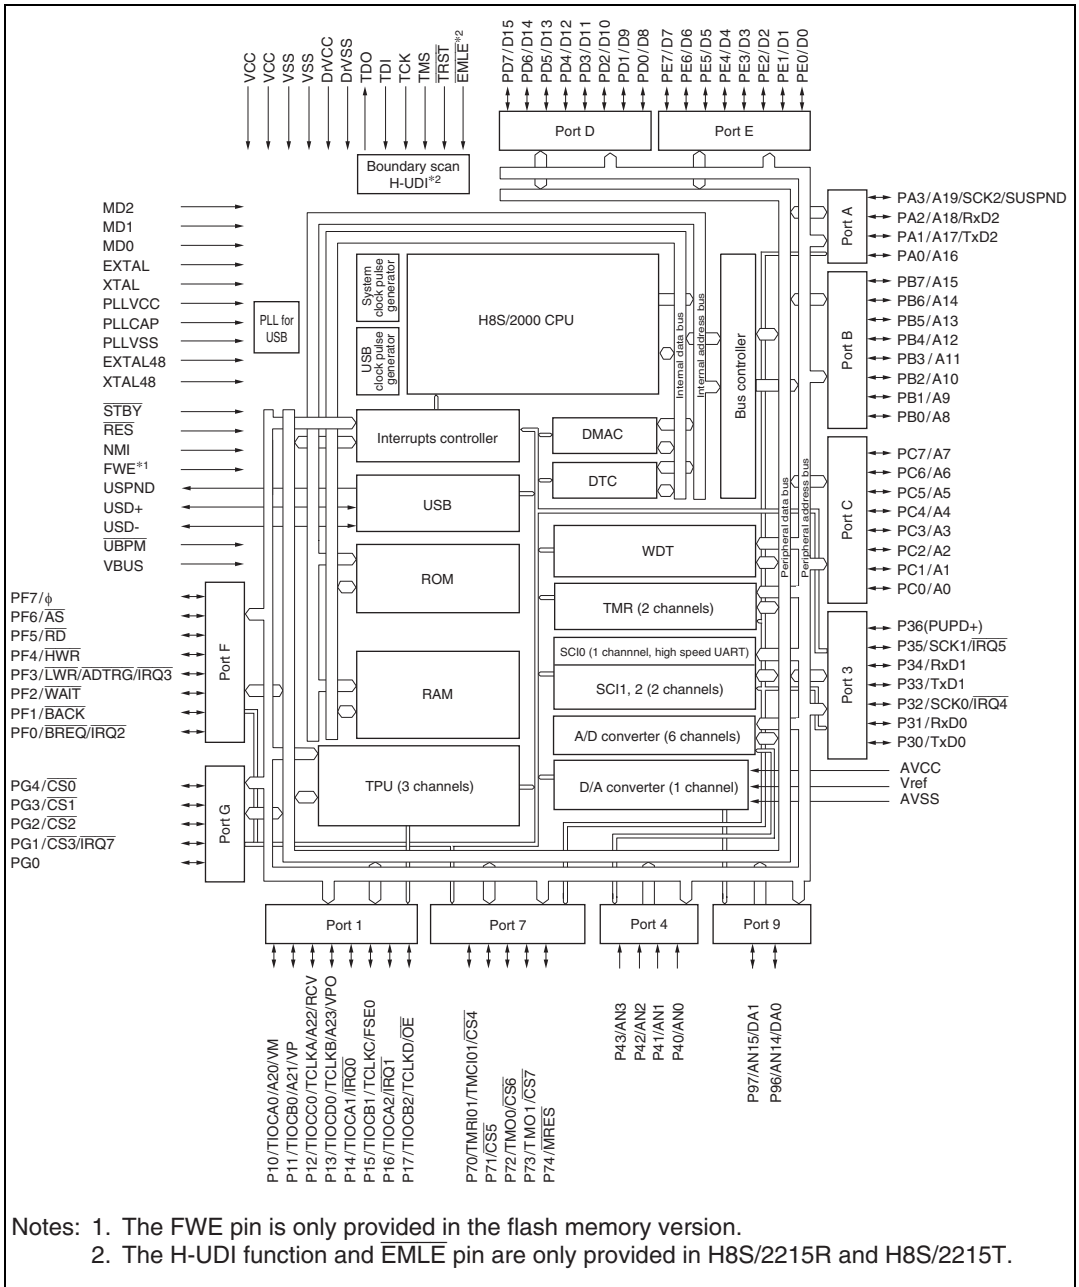 VCC
VCC
VSS
VSS
DrVCC
DrVSS
TDO
TDI
TCK
TMS
TRST
EMLE*2
PD7/D15
PD6/D14
PD5/D13
PD4/D12
PD3/D11
PD2/D10
PD1/D9
PD0/D8
PE7/D7
PE6/D6
PE5/D5
PE4/D4
PE3/D3
PE2/D2
PE1/D1
PE0/D0
Port D
Port E
Boundary scan
H-UDI*2
MD2
MD1
MD0
EXTAL
XTAL
PLLVCC
PLLCAP
PLLVSS
EXTAL48
XTAL48
STBY
RES
NMI
FWE*1
USPND
USD+
USD-
UBPM
VBUS
PLL for
USB
System
clock pulse
generator
USB
clock pulse
generator
H8S/2000 CPU
Internal data bus
Internal address bus
Bus controller
Interrupts controller
DMAC
DTC
USB
ROM
RAM
TPU (3 channels)
WDT
TMR (2 channels)
SCI0 (1 channnel, high speed UART)
SCI1, 2 (2 channels)
A/D converter (6 channels)
D/A converter (1 channel)
Peripheral data bus
Peripheral address bus
Port A
PA3/A19/SCK2/SUSPND
PA2/A18/RxD2
PA1/A17/TxD2
PA0/A16
Port B
PB7/A15
PB6/A14
PB5/A13
PB4/A12
PB3/A11
PB2/A10
PB1/A9
PB0/A8
Port C
PC7/A7
PC6/A6
PC5/A5
PC4/A4
PC3/A3
PC2/A2
PC1/A1
PC0/A0
Port 3
P36(PUPD+)
P35/SCK1/IRQ5
P34/RxD1
P33/TxD1
P32/SCK0/IRQ4
P31/RxD0
P30/TxD0
AVCC
Vref
AVSS
PF7/ϕ
PF6/AS
PF5/RD
PF4/HWR
PF3/LWR/ADTRG/IRQ3
PF2/WAIT
PF1/BACK
PF0/BREQ/IRQ2
Port F
PG4/CS0
PG3/CS1
PG2/CS2
PG1/CS3/IRQ7
PG0
Port G
Port 1
Port 7
Port 4
Port 9
P10/TIOCA0/A20/VM
P11/TIOCB0/A21/VP
P12/TIOCC0/TCLKA/A22/RCV
P13/TIOCD0/TCLKB/A23/VPO
P14/TIOCA1/IRQ0
P15/TIOCB1/TCLKC/FSE0
P16/TIOCA2/IRQ1
P17/TIOCB2/TCLKD/OE
P70/TMRI01/TMCI01/CS4
P71/CS5
P72/TMO0/CS6
P73/TMO1/CS7
P74/MRES
P43/AN3
P42/AN2
P41/AN1
P40/AN0
P97/AN15/DA1
P96/AN14/DA0
Notes: 1. The FWE pin is only provided in the flash memory version.
2. The H-UDI function and EMLE pin are only provided in H8S/2215R and H8S/2215T.